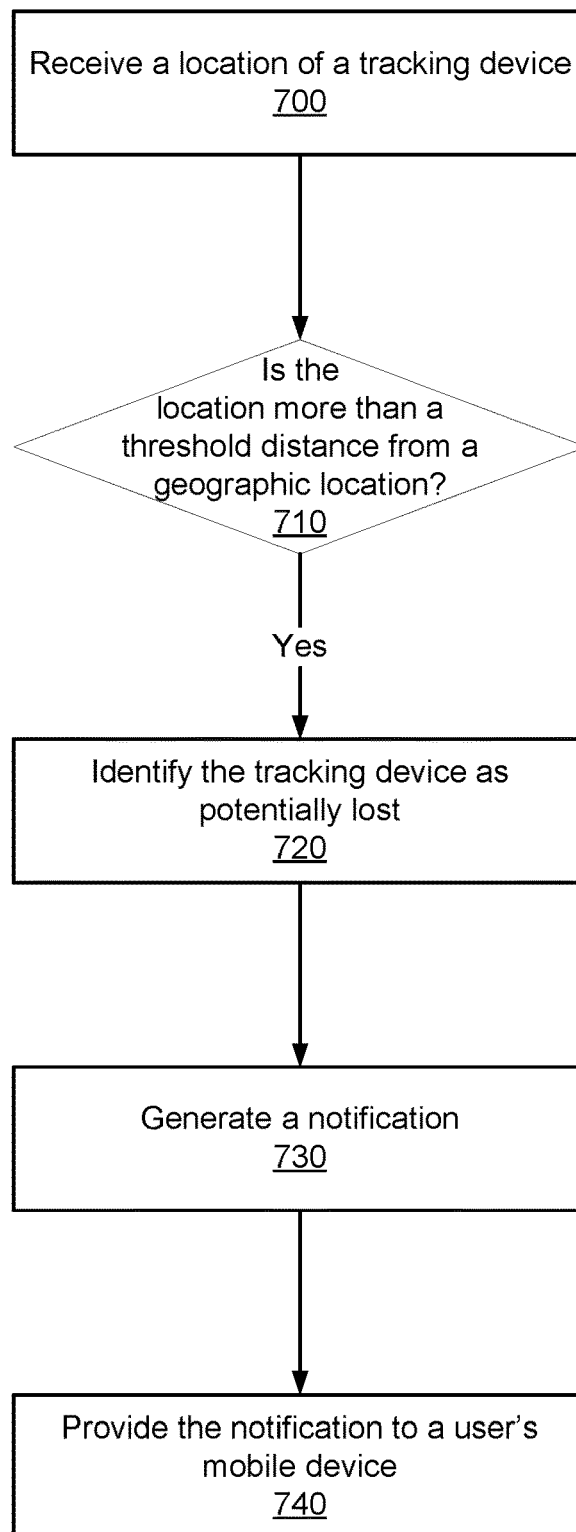 Receive a location of a tracking device
700
Is the
location more than a
threshold distance from a
geographic location?
710
Yes
Identify the tracking device as
potentially lost
720
Generate a notification
730
Provide the notification to a user's
mobile device
740